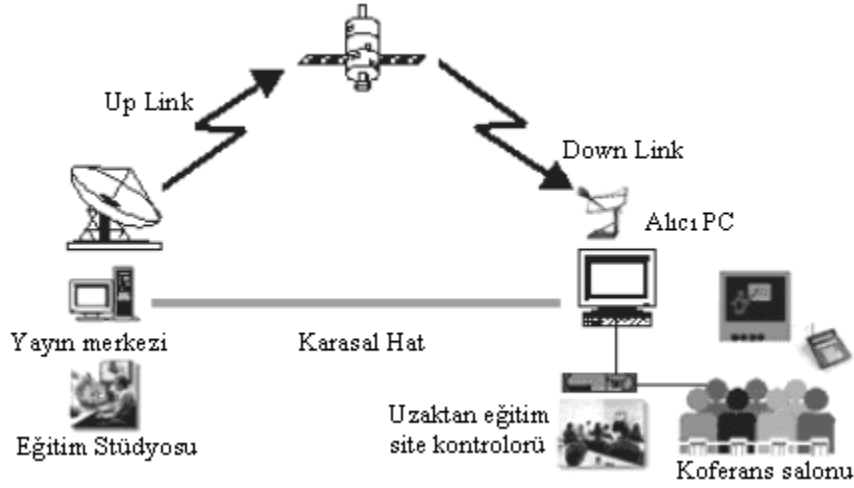 Up Link
Down Link
Alıcı PC
Yayın merkezi
Karasal Hat
Eğitim Stüdyosu
Uzaktan eğitim
site kontrolorü
Koferans salonu